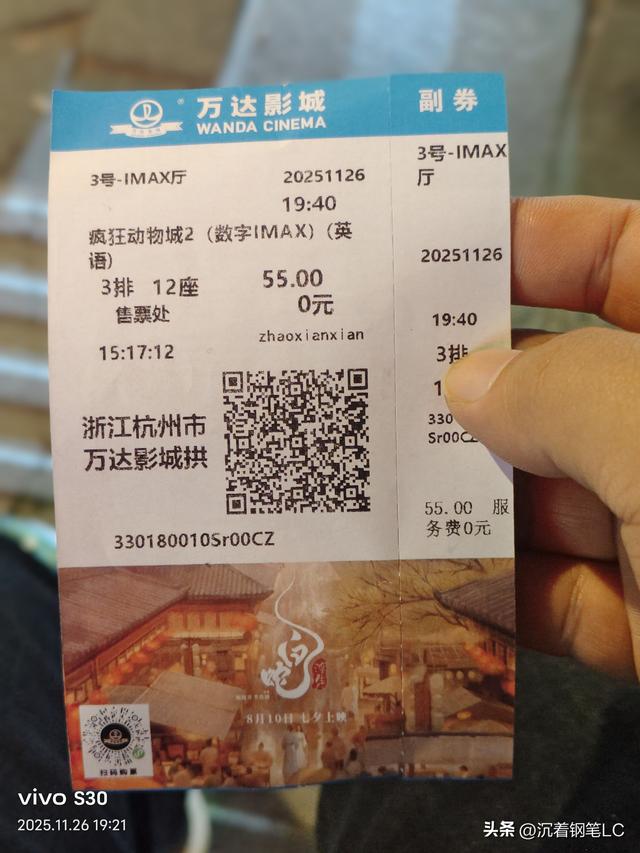 万达影城
WANDA CINEMA
副券
3号-IMAX厅
20251126
19:40
疯狂动物城2（数字IMAX）（英
语）
3排 12座
55.00
0元
售票处
zhaoxianxian
15:17:12
浙江杭州市
万达影城拱
330180010Sr00CZ
3号-IMAX
厅
20251126
19:40
3排
1
330
Sr00CZ
55.00 服
务费0元
8月10日 七夕上映
扫码购票
vivo S30
2025.11.26 19:21
头条 @沉着钢笔LC